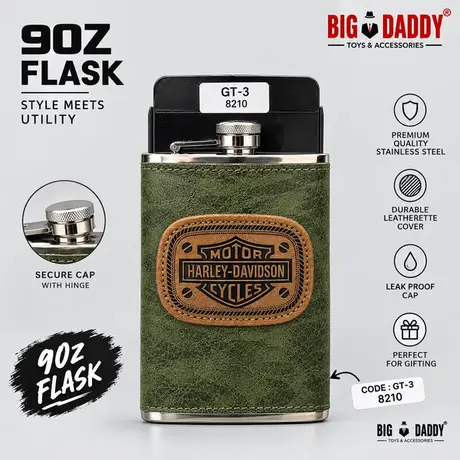 9OZ
FLASK
STYLE MEETS
UTILITY
BIG DADDY®
TOYS & ACCESSORIES
GT-3
8210
PREMIUM
QUALITY
STAINLESS STEEL
DURABLE
LEATHERETTE
COVER
SECURE CAP
WITH HINGE
MOTOR
HARLEY-DAVIDSON
CYCLES
LEAK PROOF
CAP
PERFECT
FOR GIFTING
9OZ
FLASK
CODE : GT-3
8210
BIG DADDY®
TOYS & ACCESSORIES